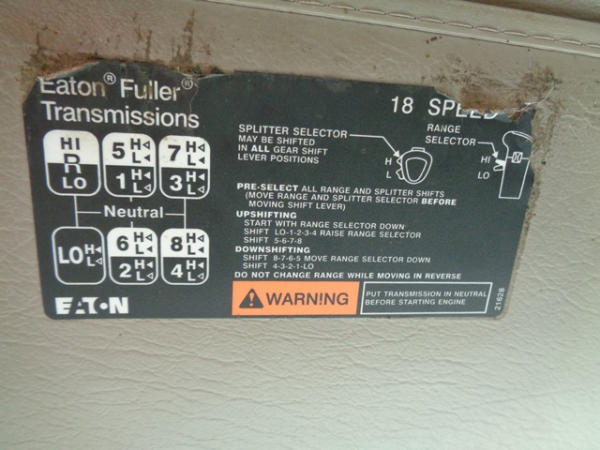 Eaton® Fuller®
Transmissions
18 SPEED
HI
R
LO
5 H L
7 H L
1 H L
3 H L
Neutral
LO H L
6 H L
8 H L
2 H L
4 H L
EATON
SPLITTER SELECTOR
MAY BE SHIFTED
IN ALL GEAR SHIFT
LEVER POSITIONS
H
L
RANGE
SELECTOR
HI
LO
PRE-SELECT ALL RANGE AND SPLITTER SHIFTS
(MOVE RANGE AND SPLITTER SELECTOR BEFORE
MOVING SHIFT LEVER)
UPSHIFTING
START WITH RANGE SELECTOR DOWN
SHIFT LO-1-2-3-4 RAISE RANGE SELECTOR
SHIFT 5-6-7-8
DOWNSHIFTING
SHIFT 8-7-6-5 MOVE RANGE SELECTOR DOWN
SHIFT 4-3-2-1-LO
DO NOT CHANGE RANGE WHILE MOVING IN REVERSE
WARNING
PUT TRANSMISSION IN NEUTRAL
BEFORE STARTING ENGINE
21628